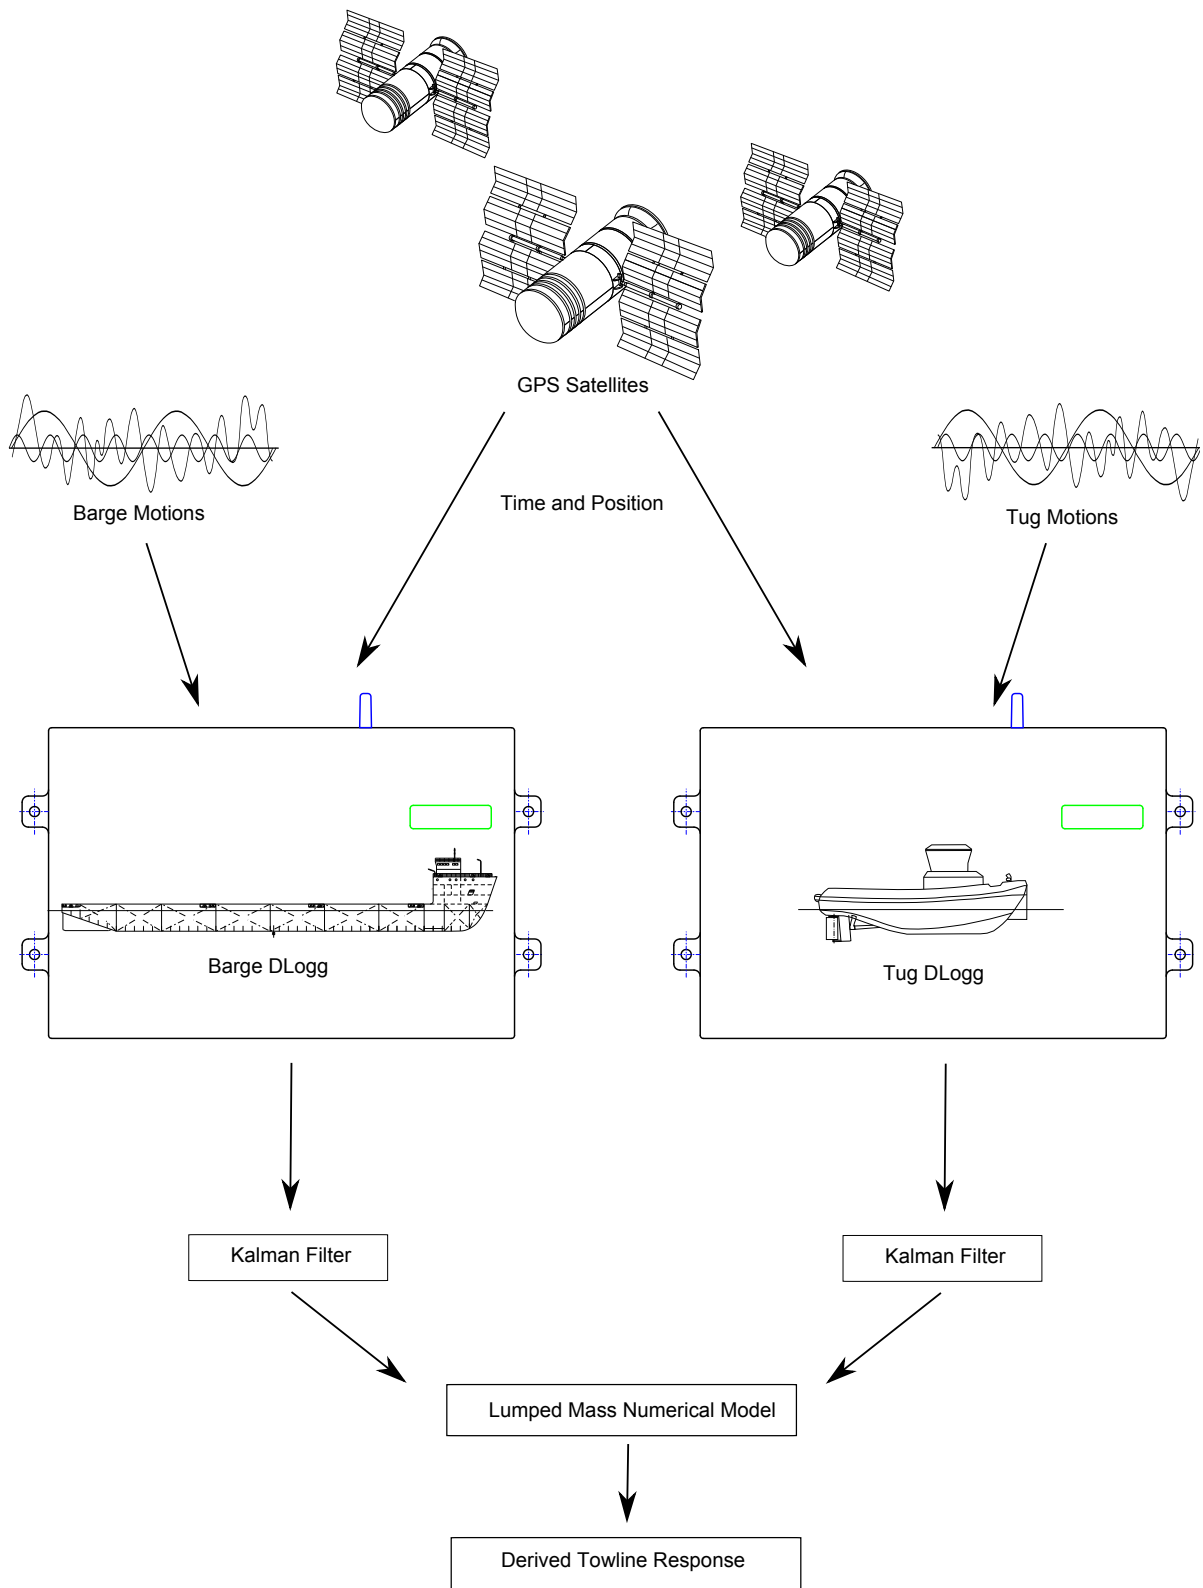 GPS Satellites
Time and Position
Barge Motions
Tug Motions
Barge DLogg
Tug DLogg
Kalman Filter
Kalman Filter
Lumped Mass Numerical Model
Derived Towline Response